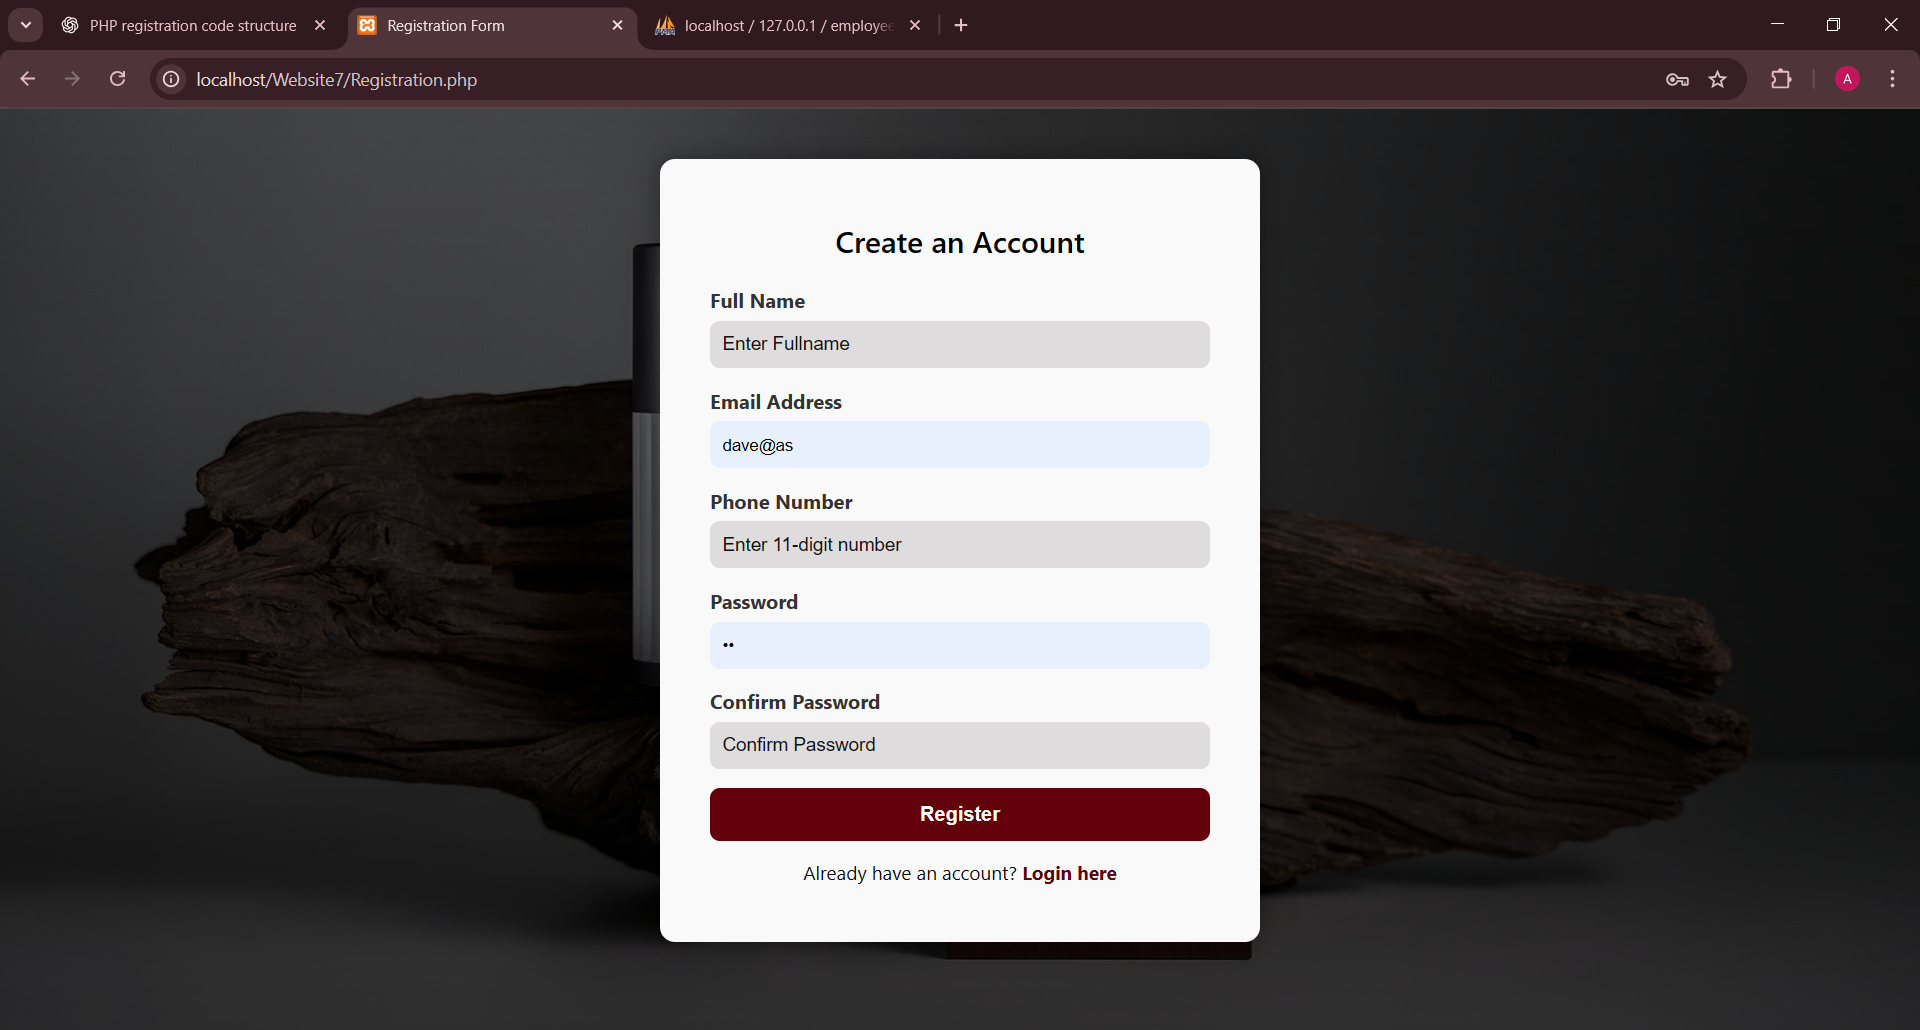 PHP registration code structure
Registration Form
localhost / 127.0.0.1 / employee
localhost/Website7/Registration.php
A
Create an Account
Full Name
Enter Fullname
Email Address
dave@as
Phone Number
Enter 11-digit number
Password
••
Confirm Password
Confirm Password
Register
Already have an account? Login here